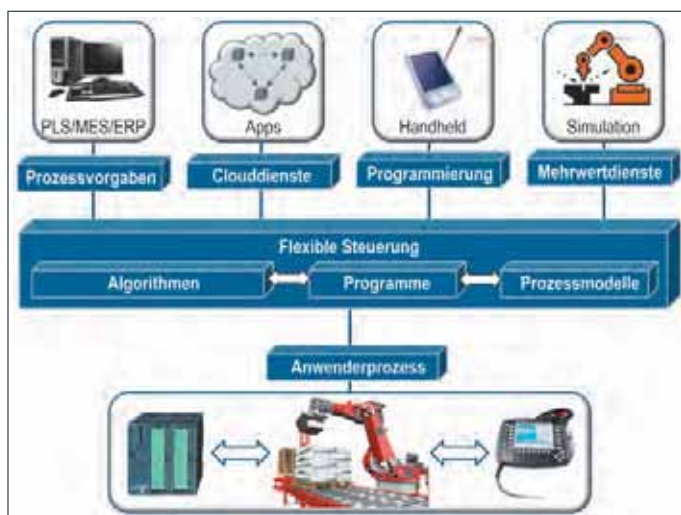 PLS/MES/ERP
Apps
Handheld
Simulation
Prozessvorgaben
Clouddienste
Programmierung
Mehrwertdienste
Flexible Steuerung
Algorithmen
Programme
Prozessmodelle
Anwenderprozess